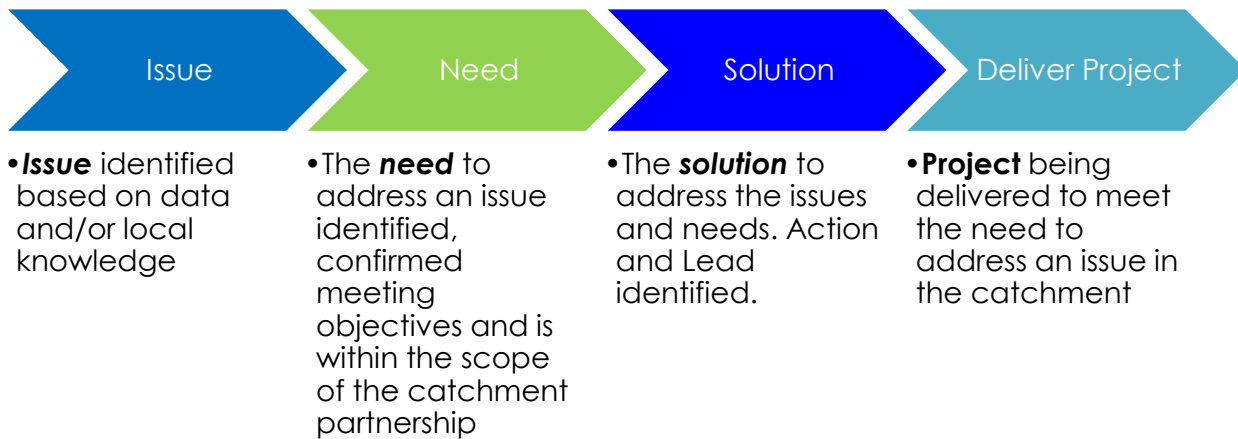 Issue
Need
Solution
Deliver Project
•Issue identified
based on data
and/or local
knowledge
•The need to
address an issue
identified,
confirmed
meeting
objectives and is
within the scope
of the catchment
partnership
•The solution to
address the issues
and needs. Action
and Lead
identified.
•Project being
delivered to meet
the need to
address an issue in
the catchment